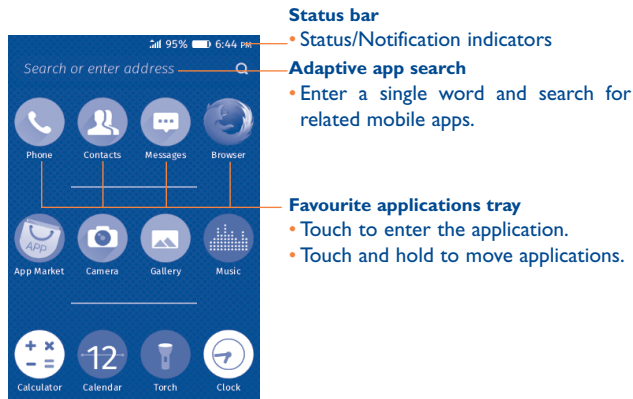 Status bar
• Status/Notification indicators
95% 6:44 PM
Search or enter address
Adaptive app search
• Enter a single word and search for
related mobile apps.
Phone Contacts Messages Browser
Favourite applications tray
• Touch to enter the application.
• Touch and hold to move applications.
APP
App Market Camera Gallery Music
+ ×
− =
12
Calculator Calendar Torch Clock